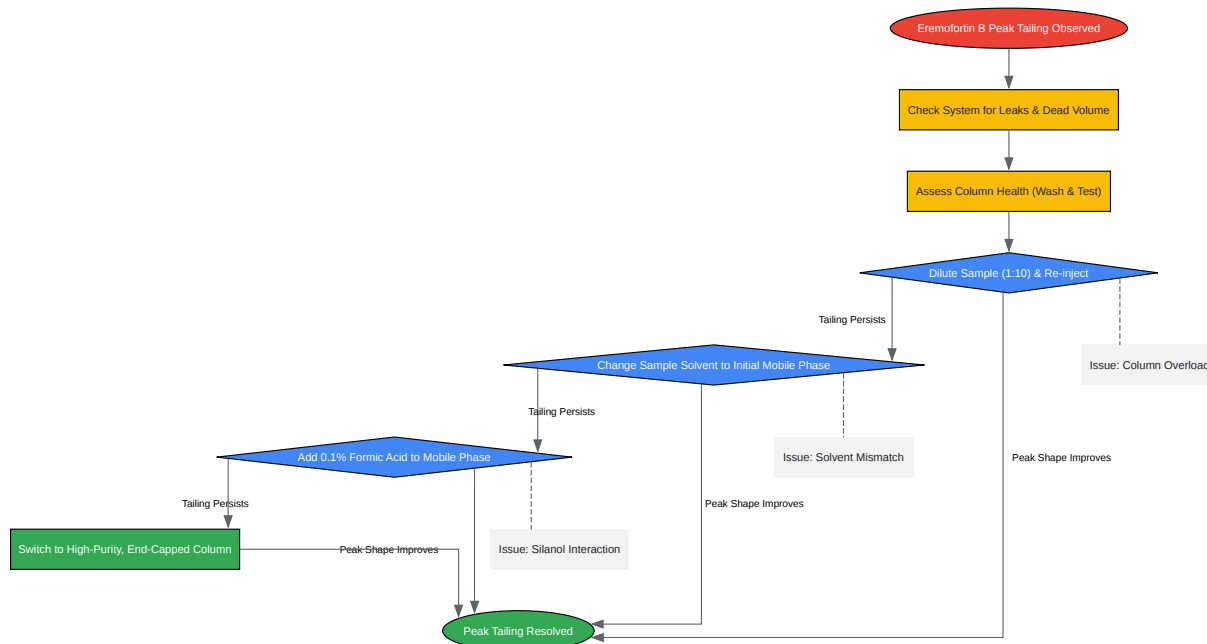 Eremofortin B Peak Tailing Observed
Check System for Leaks & Dead Volume
Assess Column Health (Wash & Test)
Dilute Sample (1:10) & Re-inject
Tailing Persists
Change Sample Solvent to Initial Mobile Phase
Issue: Column Overload
Tailing Persists
Add 0.1% Formic Acid to Mobile Phase
Issue: Solvent Mismatch
Peak Shape Improves
Tailing Persists
Peak Shape Improves
Switch to High-Purity, End-Capped Column
Peak Shape Improves
Issue: Silanol Interaction
Peak Tailing Resolved